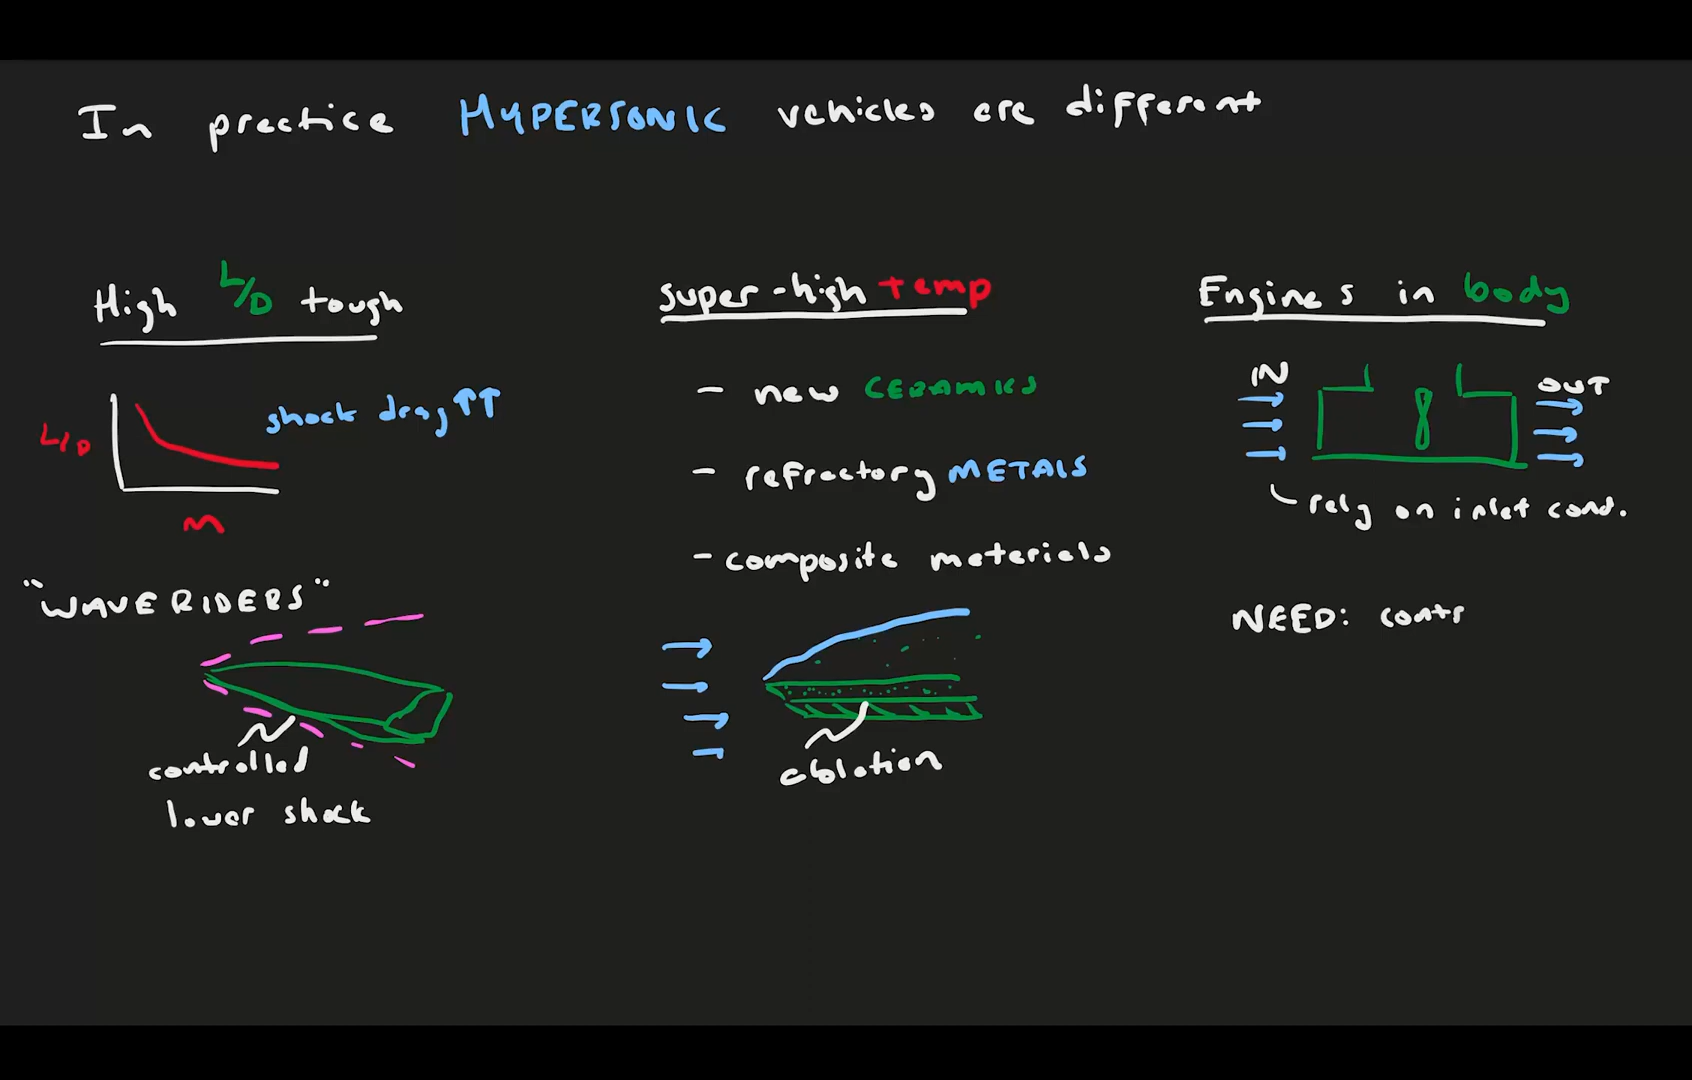 In practice HYPERSONIC vehicles are different
High L/D tough
L/D
shock drag ↑↑
M
"WAVERIDERS"
controlled
lower shock
super-high temp
- new CERAMICS
- refractory METALS
- composite materials
ablation
Engines in body
IN
OUT
rely on inlet cond.
NEED: contr